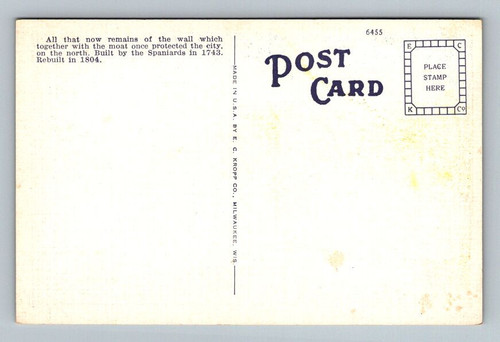 All that now remains of the wall which
together with the moat once protected the city,
on the north. Built by the Spaniards in 1743.
Rebuilt in 1804.
MADE IN U.S.A. BY E. C. KROPP CO., MILWAUKEE, WIS.
6455
POST
CARD
E C
PLACE
STAMP
HERE
K Co